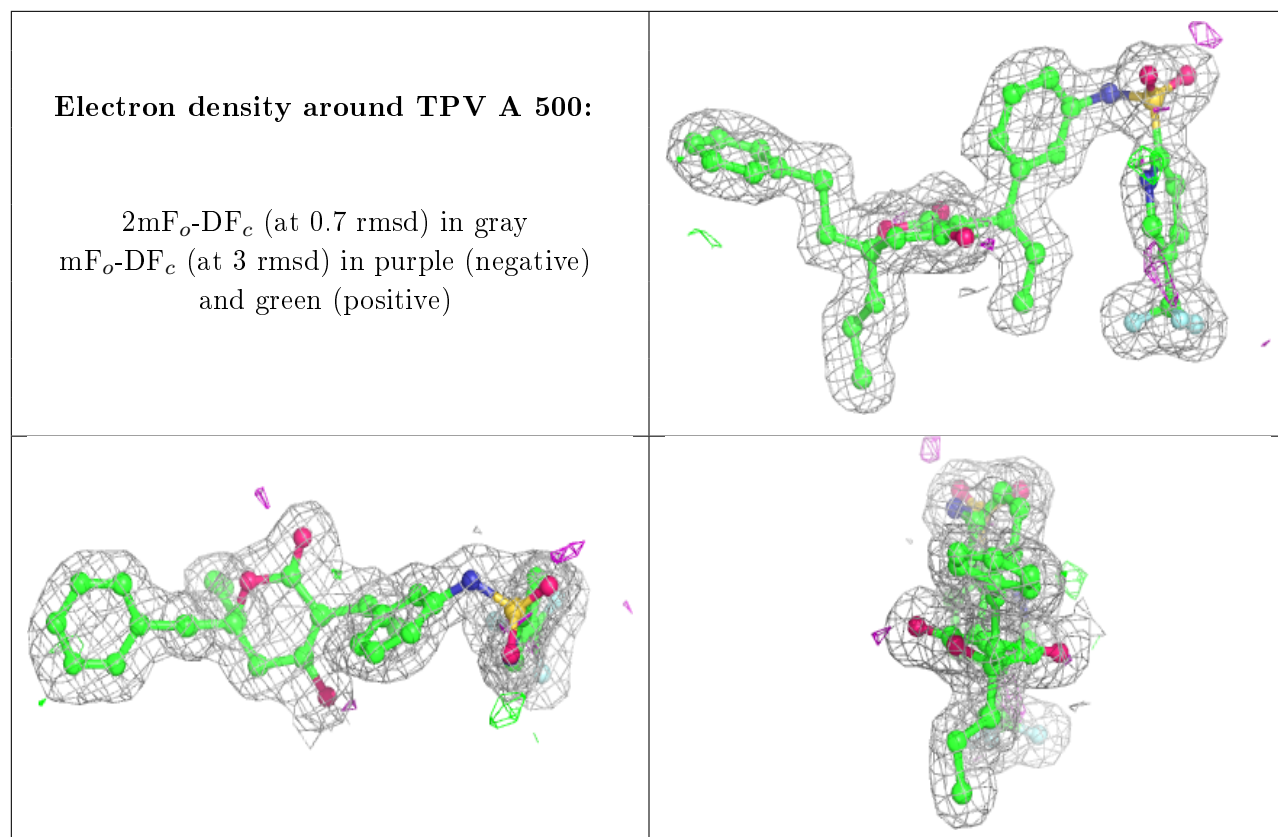 Electron density around TPV A 500:
2mFo-DFc (at 0.7 rmsd) in gray
mFo-DFc (at 3 rmsd) in purple (negative)
and green (positive)